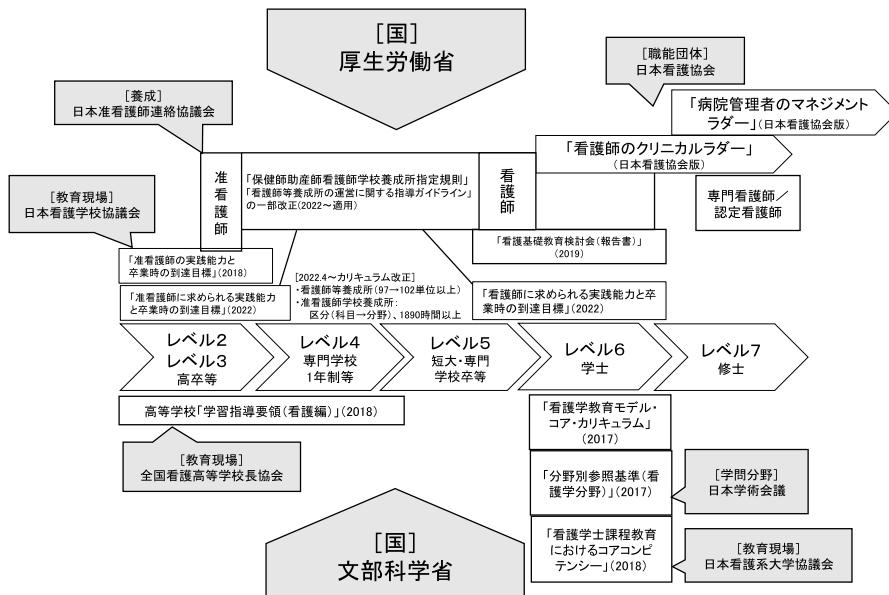 [国]
厚生労働省
[職能団体]
日本看護協会
[養成]
日本准看護師連絡協議会
「病院管理者のマネジメント
ラダー」(日本看護協会版)
「看護師のクリニカルラダー」
(日本看護協会版)
准看護師
「保健師助産師看護師学校養成所指定規則」
「看護師等養成所の運営に関する指導ガイドライン」
の一部改正(2022～適用)
看護師
[教育現場]
日本看護学校協議会
専門看護師／
認定看護師
「看護基礎教育検討会(報告書)」
(2019)
「准看護師の実践能力と
卒業時の到達目標」(2018)
「准看護師に求められる実践能力
と卒業時の到達目標」(2022)
[2022.4～カリキュラム改正]
・看護師等養成所(97→102単位以上)
・准看護師学校養成所:
区分(科目→分野)、1890時間以上
「看護師に求められる実践能力と卒
業時の到達目標」(2022)
レベル2
レベル3
高卒等
レベル4
専門学校
1年制等
レベル5
短大・専門
学校卒等
レベル6
学士
レベル7
修士
高等学校「学習指導要領(看護編)」(2018)
「看護学教育モデル・
コア・カリキュラム」
(2017)
[教育現場]
全国看護高等学校長協会
「分野別参照基準(看
護学分野)」(2017)
[学問分野]
日本学術会議
[国]
文部科学省
「看護学士課程教育
におけるコアコンピ
テンシー」(2018)
[教育現場]
日本看護系大学協議会